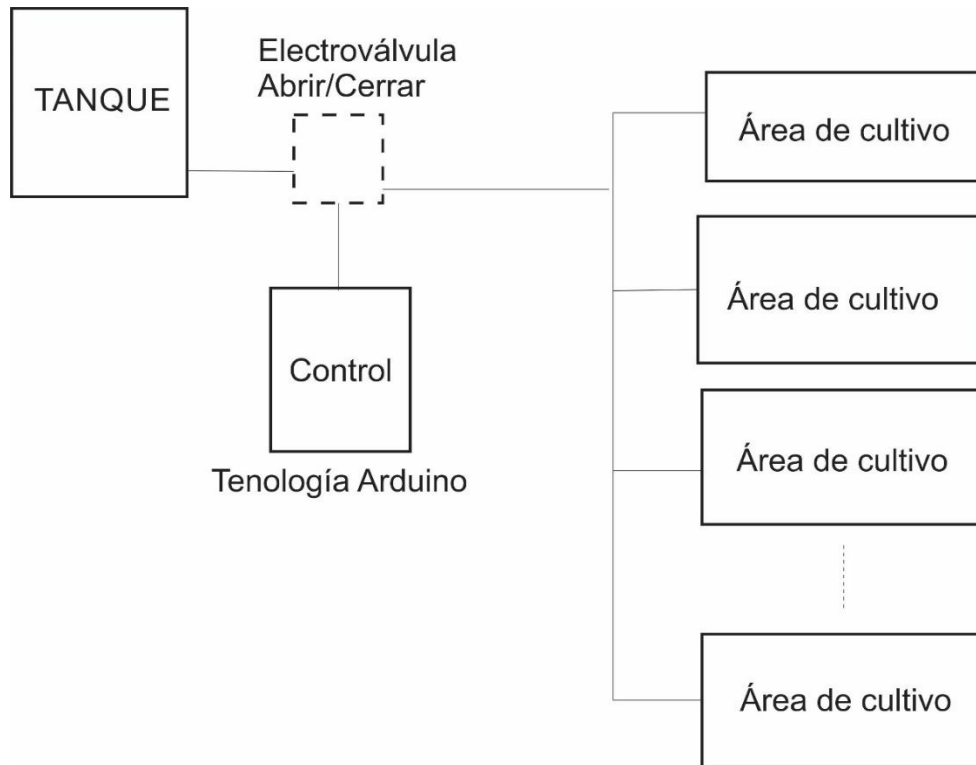 TANQUE
Electroválvula
Abrir/Cerrar
Control
Tenología Arduino
Área de cultivo
Área de cultivo
Área de cultivo
Área de cultivo